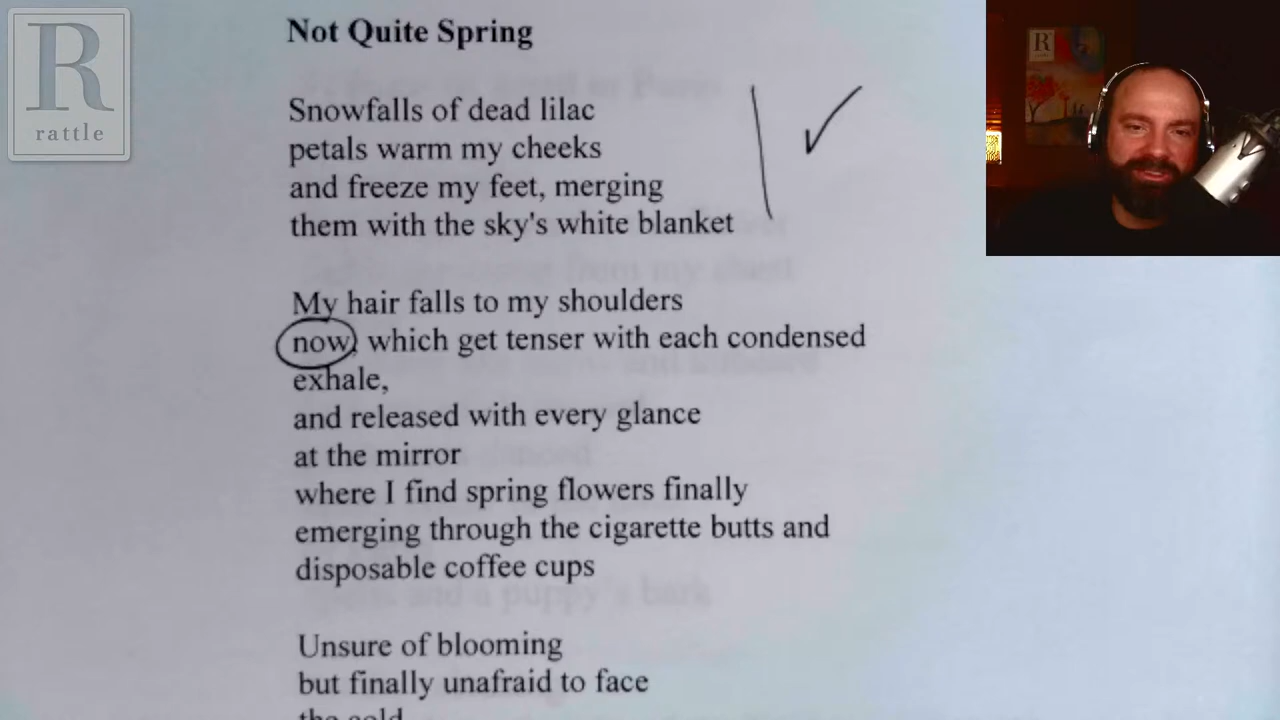 R
rattle
Not Quite Spring
Snowfalls of dead lilac
petals warm my cheeks
and freeze my feet, merging
them with the sky's white blanket
My hair falls to my shoulders
now, which get tenser with each condensed
exhale,
and released with every glance
at the mirror
where I find spring flowers finally
emerging through the cigarette butts and
disposable coffee cups
Unsure of blooming
but finally unafraid to face
the cold
R